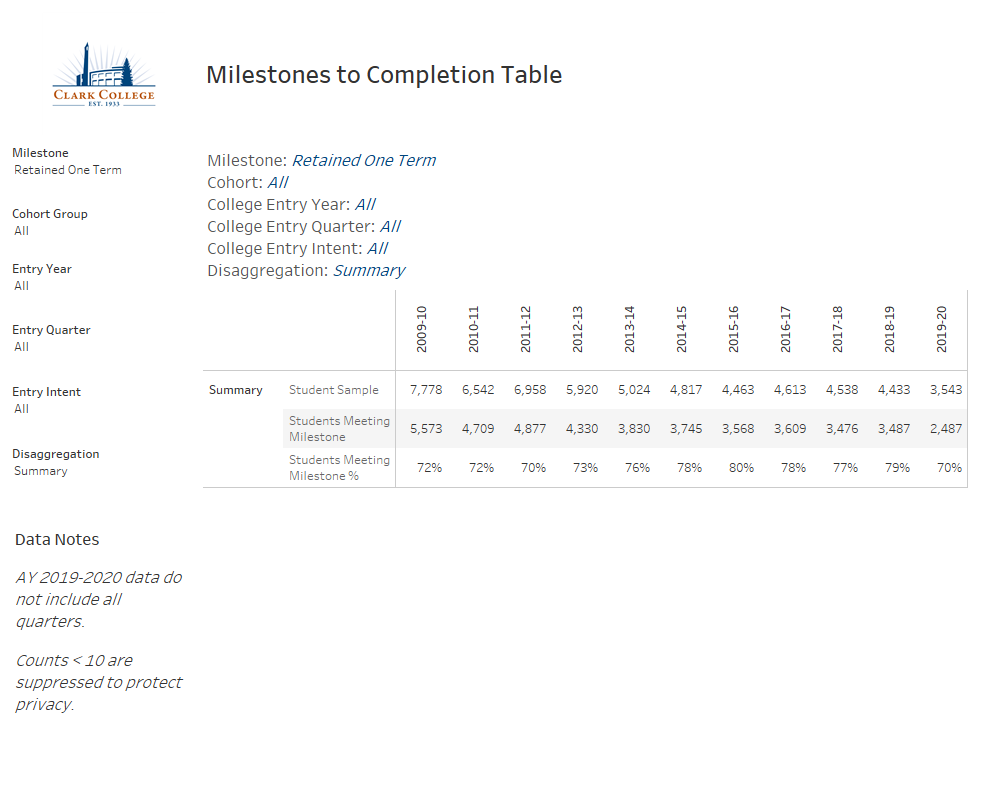 CLARK COLLEGE
EST. 1933
Milestones to Completion Table
Milestone
Retained One Term
Cohort Group
All
Entry Year
All
Entry Quarter
All
Entry Intent
All
Disaggregation
Summary
Data Notes
AY 2019-2020 data do
not include all
quarters.
Counts < 10 are
suppressed to protect
privacy.
Milestone: Retained One Term
Cohort: All
College Entry Year: All
College Entry Quarter: All
College Entry Intent: All
Disaggregation: Summary
2009-10 2010-11 2011-12 2012-13 2013-14 2014-15 2015-16 2016-17 2017-18 2018-19 2019-20
Summary Student Sample 7,778 6,542 6,958 5,920 5,024 4,817 4,463 4,613 4,538 4,433 3,543
Students Meeting
Milestone 5,573 4,709 4,877 4,330 3,830 3,745 3,568 3,609 3,476 3,487 2,487
Students Meeting
Milestone % 72% 72% 70% 73% 76% 78% 80% 78% 77% 79% 70%